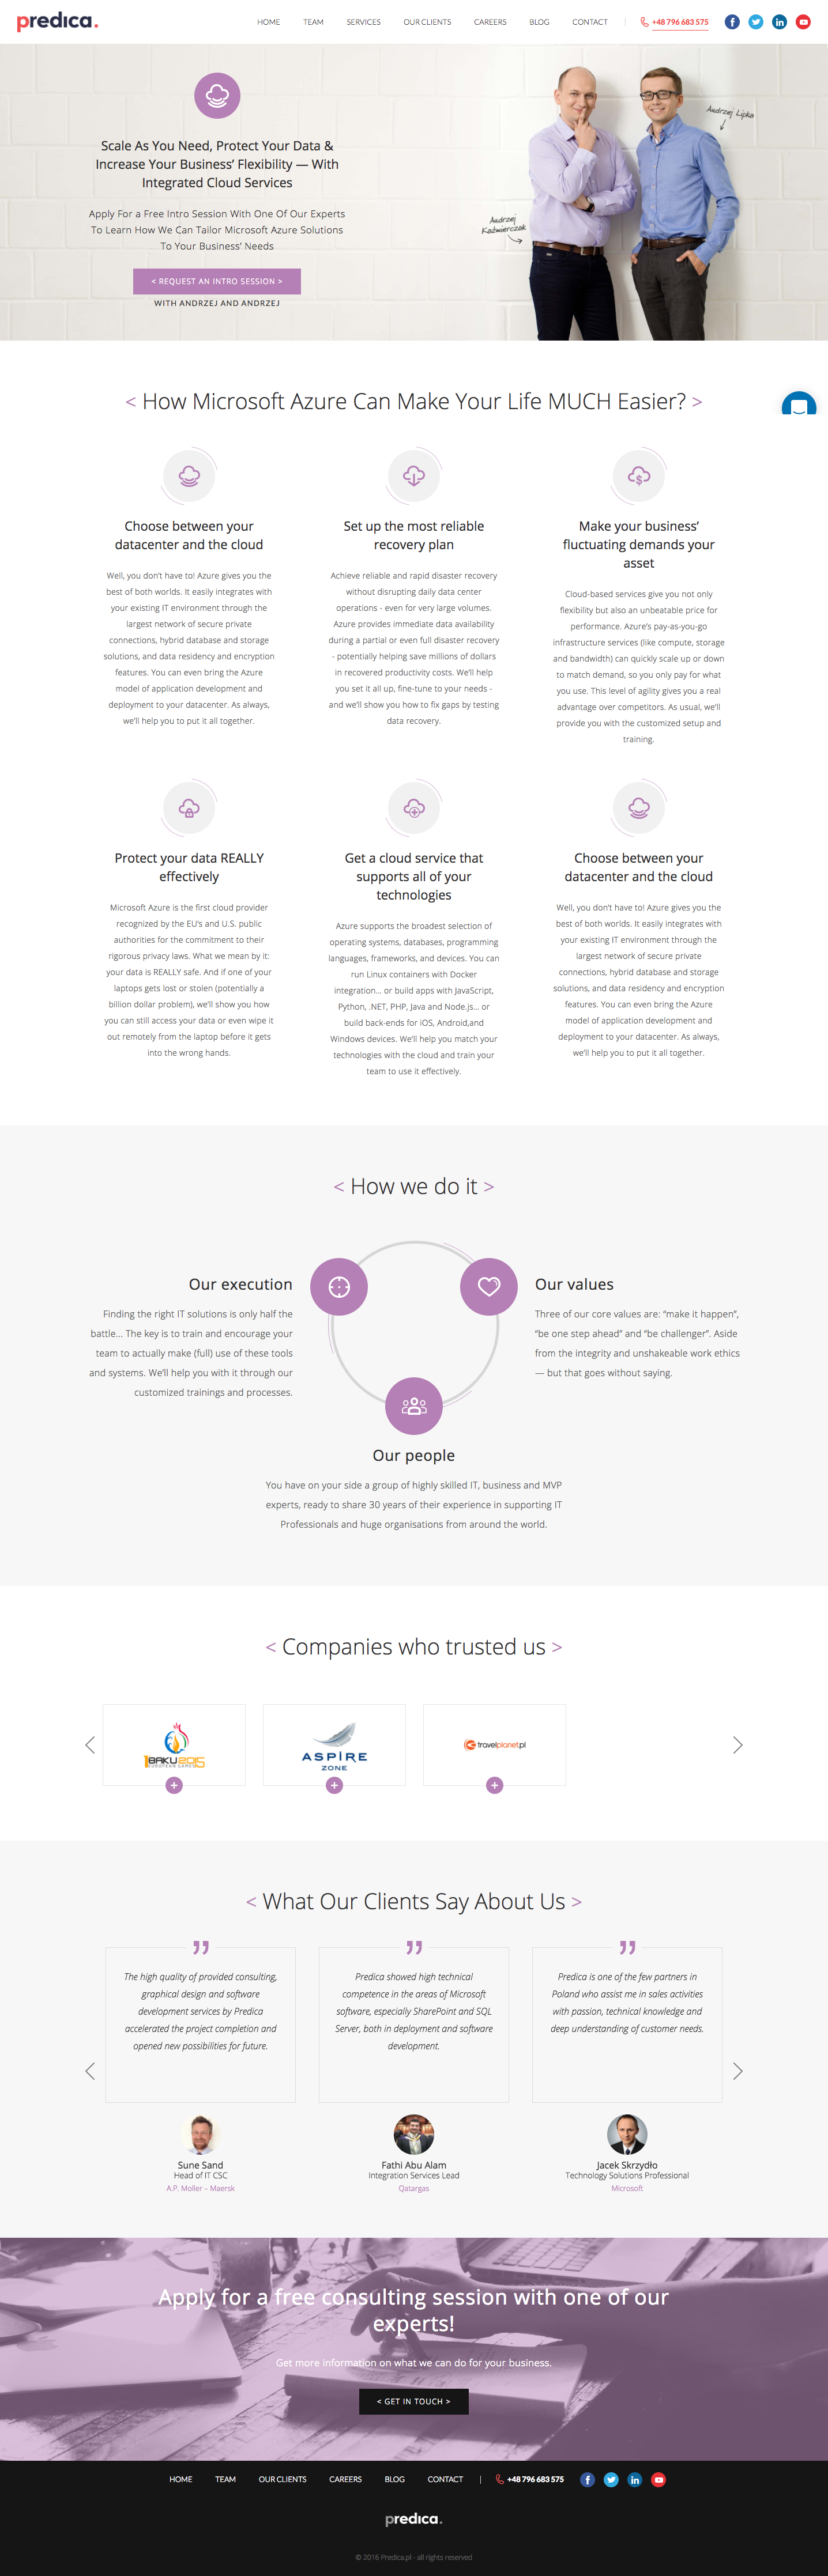 predica.
HOME TEAM SERVICES OUR CLIENTS CAREERS BLOG CONTACT | +48 796 683 575
Andrzej Lipka
Scale As You Need, Protect Your Data &
Increase Your Business’ Flexibility — With
Integrated Cloud Services
Apply For a Free Intro Session With One Of Our Experts
To Learn How We Can Tailor Microsoft Azure Solutions
To Your Business’ Needs
Andrzej
Kaźmierczak
< REQUEST AN INTRO SESSION >
WITH ANDRZEJ AND ANDRZEJ
< How Microsoft Azure Can Make Your Life MUCH Easier? >
Choose between your
datacenter and the cloud
Well, you don’t have to! Azure gives you the
best of both worlds. It easily integrates with
your existing IT environment through the
largest network of secure private
connections, hybrid database and storage
solutions, and data residency and encryption
features. You can even bring the Azure
model of application development and
deployment to your datacenter. As always,
we’ll help you to put it all together.
Set up the most reliable
recovery plan
Achieve reliable and rapid disaster recovery
without disrupting daily data center
operations - even for very large volumes.
Azure provides immediate data availability
during a partial or even full disaster recovery
- potentially helping save millions of dollars
in recovered productivity costs. We’ll help
you set it all up, fine-tune to your needs -
and we’ll show you how to fix gaps by testing
data recovery.
Make your business’
fluctuating demands your
asset
Cloud-based services give you not only
flexibility but also an unbeatable price for
performance. Azure’s pay-as-you-go
infrastructure services (like compute, storage
and bandwidth) can quickly scale up or down
to match demand, so you only pay for what
you use. This level of agility gives you a real
advantage over competitors. As usual, we’ll
provide you with the customized setup and
training.
Protect your data REALLY
effectively
Microsoft Azure is the first cloud provider
recognized by the EU’s and U.S. public
authorities for the commitment to their
rigorous privacy laws. What we mean by it:
your data is REALLY safe. And if one of your
laptops gets lost or stolen (potentially a
billion dollar problem), we’ll show you how
you can still access your data or even wipe it
out remotely from the laptop before it gets
into the wrong hands.
Get a cloud service that
supports all of your
technologies
Azure supports the broadest selection of
operating systems, databases, programming
languages, frameworks, and devices. You can
run Linux containers with Docker
integration... or build apps with JavaScript,
Python, .NET, PHP, Java and Node.js... or
build back-ends for iOS, Android,and
Windows devices. We’ll help you match your
technologies with the cloud and train your
team to use it effectively.
Choose between your
datacenter and the cloud
Well, you don’t have to! Azure gives you the
best of both worlds. It easily integrates with
your existing IT environment through the
largest network of secure private
connections, hybrid database and storage
solutions, and data residency and encryption
features. You can even bring the Azure
model of application development and
deployment to your datacenter. As always,
we’ll help you to put it all together.
< How we do it >
Our execution
Finding the right IT solutions is only half the
battle... The key is to train and encourage your
team to actually make (full) use of these tools
and systems. We’ll help you with it through our
customized trainings and processes.
Our values
Three of our core values are: “make it happen”,
“be one step ahead” and “be challenger”. Aside
from the integrity and unshakeable work ethics
— but that goes without saying.
Our people
You have on your side a group of highly skilled IT, business and MVP
experts, ready to share 30 years of their experience in supporting IT
Professionals and huge organisations from around the world.
< Companies who trusted us >
BAKU 2015
EUROPEAN GAMES
ASPIRE
ZONE
travelplanet.pl
< What Our Clients Say About Us >
The high quality of provided consulting,
graphical design and software
development services by Predica
accelerated the project completion and
opened new possibilities for future.
Sune Sand
Head of IT CSC
A.P. Moller – Maersk
Predica showed high technical
competence in the areas of Microsoft
software, especially SharePoint and SQL
Server, both in deployment and software
development.
Fathi Abu Alam
Integration Services Lead
Qatargas
Predica is one of the few partners in
Poland who assist me in sales activities
with passion, technical knowledge and
deep understanding of customer needs.
Jacek Skrzydło
Technology Solutions Professional
Microsoft
Apply for a free consulting session with one of our
experts!
Get more information on what we can do for your business.
< GET IN TOUCH >
HOME TEAM OUR CLIENTS CAREERS BLOG CONTACT | +48 796 683 575
predica.
© 2016 Predica.pl - all rights reserved